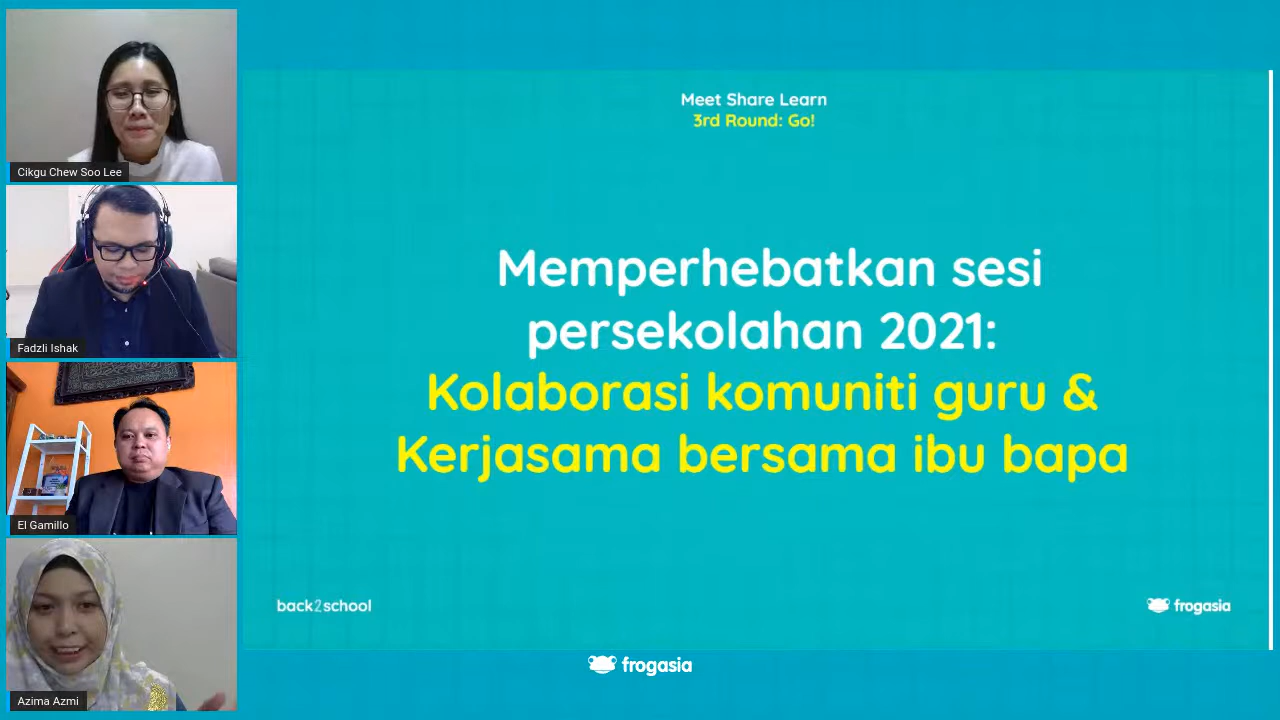 Cikgu Chew Soo Lee
Fadzli Ishak
El Gamillo
Azima Azmi
Meet Share Learn
3rd Round: Go!
Memperhebatkan sesi
persekolahan 2021:
Kolaborasi komuniti guru &
Kerjasama bersama ibu bapa
back2school
frogasia
frogasia